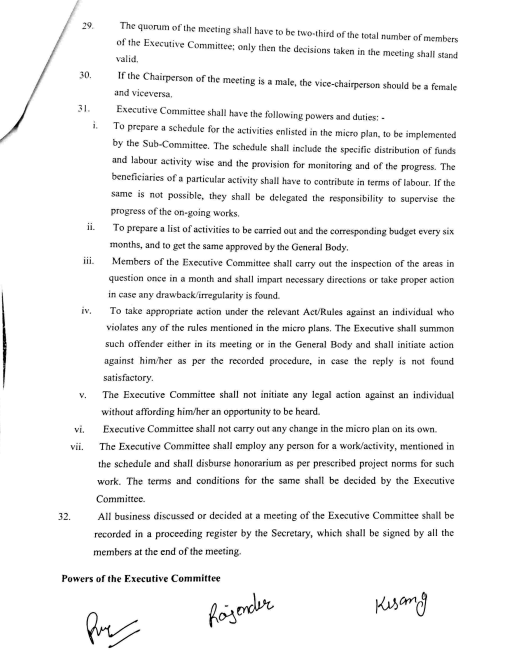 29. The quorum of the meeting shall have to be two-third of the total number of members
of the Executive Committee; only then the decisions taken in the meeting shall stand
valid.
30. If the Chairperson of the meeting is a male, the vice-chairperson should be a female
and viceversa.
31. Executive Committee shall have the following powers and duties: -
i. To prepare a schedule for the activities enlisted in the micro plan, to be implemented
by the Sub-Committee. The schedule shall include the specific distribution of funds
and labour activity wise and the provision for monitoring and of the progress. The
beneficiaries of a particular activity shall have to contribute in terms of labour. If the
same is not possible, they shall be delegated the responsibility to supervise the
progress of the on-going works.
ii. To prepare a list of activities to be carried out and the corresponding budget every six
months, and to get the same approved by the General Body.
iii. Members of the Executive Committee shall carry out the inspection of the areas in
question once in a month and shall impart necessary directions or take proper action
in case any drawback/irregularity is found.
iv. To take appropriate action under the relevant Act/Rules against an individual who
violates any of the rules mentioned in the micro plans. The Executive shall summon
such offender either in its meeting or in the General Body and shall initiate action
against him/her as per the recorded procedure, in case the reply is not found
satisfactory.
v. The Executive Committee shall not initiate any legal action against an individual
without affording him/her an opportunity to be heard.
vi. Executive Committee shall not carry out any change in the micro plan on its own.
vii. The Executive Committee shall employ any person for a work/activity, mentioned in
the schedule and shall disburse honorarium as per prescribed project norms for such
work. The terms and conditions for the same shall be decided by the Executive
Committee.
32. All business discussed or decided at a meeting of the Executive Committee shall be
recorded in a proceeding register by the Secretary, which shall be signed by all the
members at the end of the meeting.
Powers of the Executive Committee
Rajender Kisang